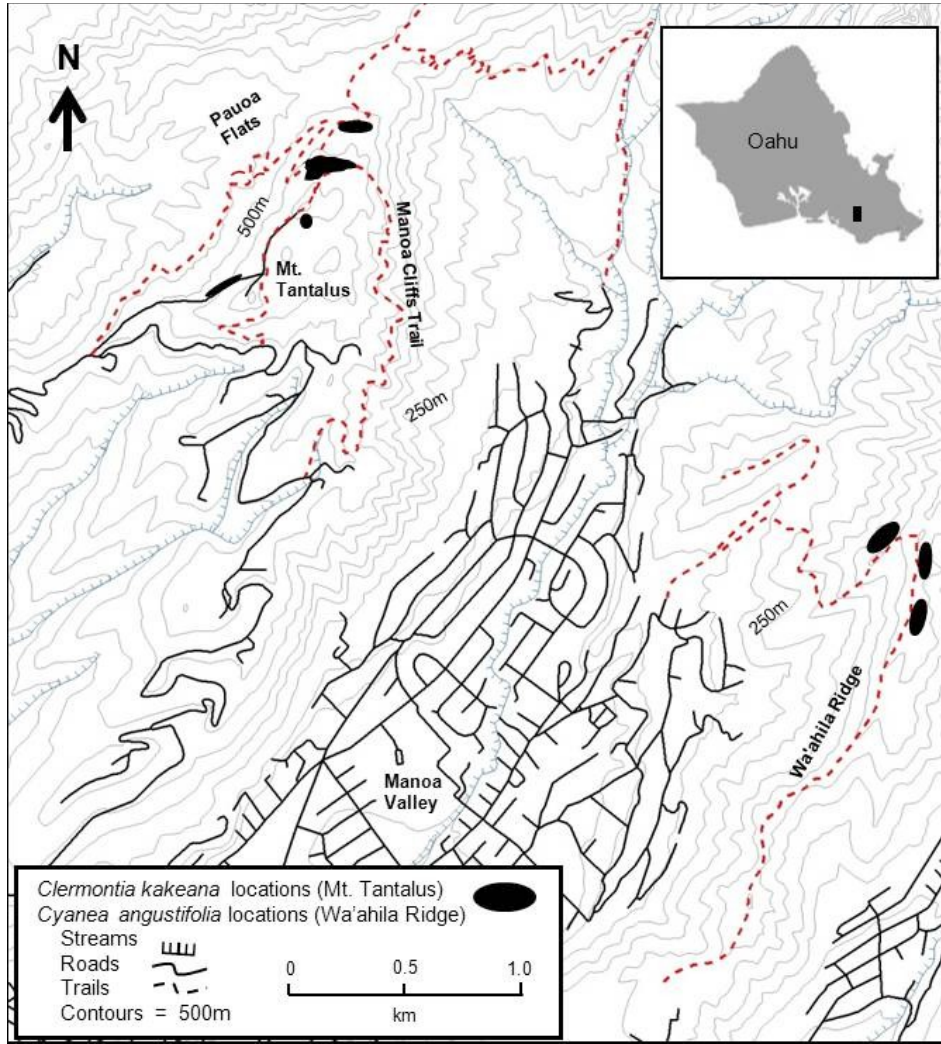 N
Pauoa
Flats
Oahu
500m
Manoa Cliffs Trail
Mt.
Tantalus
250m
250m
Wa'ahila Ridge
Manoa
Valley
Clermontia kakeana locations (Mt. Tantalus)
Cyanea angustifolia locations (Wa'ahila Ridge)
Streams
Roads
Trails
Contours = 500m
0 0.5 1.0
km